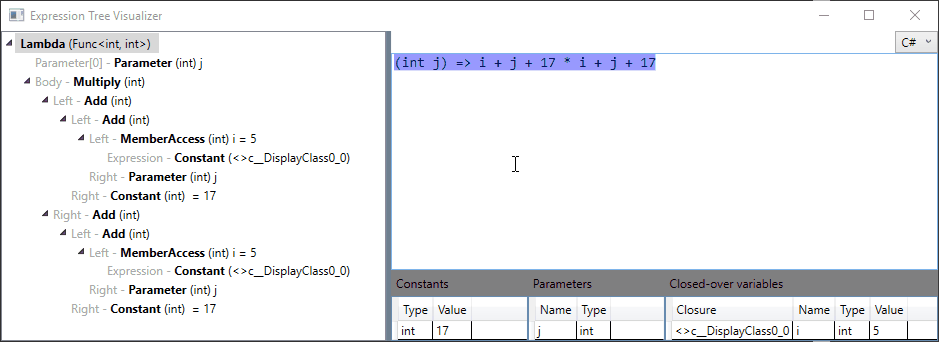 Expression Tree Visualizer
Lambda (Func<int, int>)
Parameter[0] - Parameter (int) j
Body - Multiply (int)
Left - Add (int)
Left - Add (int)
Left - MemberAccess (int) i = 5
Expression - Constant (<>c__DisplayClass0_0)
Right - Parameter (int) j
Right - Constant (int) = 17
Right - Add (int)
Left - Add (int)
Left - MemberAccess (int) i = 5
Expression - Constant (<>c__DisplayClass0_0)
Right - Parameter (int) j
Right - Constant (int) = 17
C#
(int j) => i + j + 17 * i + j + 17
Constants
Type Value
int 17
Parameters
Name Type
j int
Closed-over variables
Closure Name Type Value
<>c__DisplayClass0_0 i int 5